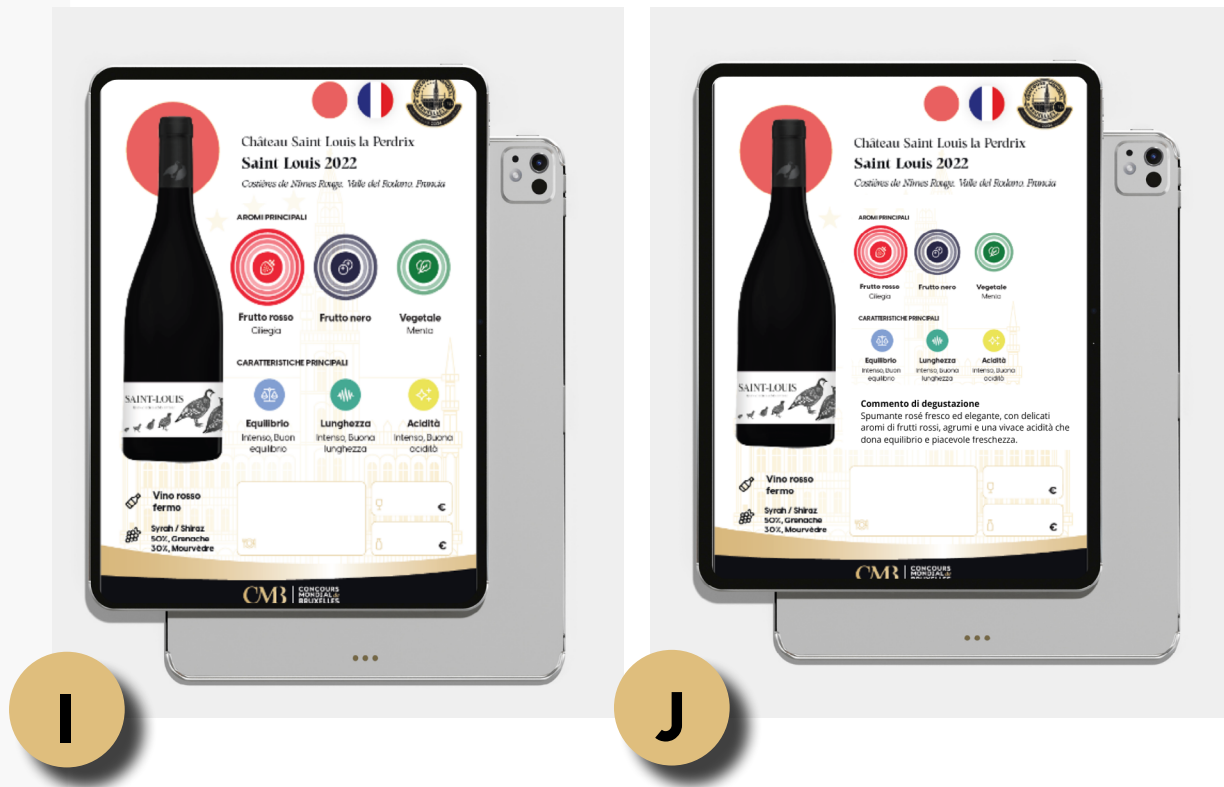 Château Saint Louis la Perdrix
Saint Louis 2022
Costières de Nîmes Rouge, Valle del Rodano, Francia
AROMI PRINCIPALI
Frutto rosso
Ciliegia
Frutto nero
Vegetale
Menta
CARATTERISTICHE PRINCIPALI
Equilibrio
Intenso, Buon
equilibrio
Lunghezza
Intenso, Buona
lunghezza
Acidità
Intenso, Buona
acidità
SAINT-LOUIS
Vino rosso
fermo
Syrah / Shiraz
50%, Grenache
30%, Mourvèdre
€
€
CMB
CONCOURS
MONDIAL de
BRUXELLES
I
Château Saint Louis la Perdrix
Saint Louis 2022
Costières de Nîmes Rouge, Valle del Rodano, Francia
AROMI PRINCIPALI
Frutto rosso
Ciliegia
Frutto nero
Vegetale
Menta
CARATTERISTICHE PRINCIPALI
Equilibrio
Intenso, Buon
equilibrio
Lunghezza
Intenso, Buona
lunghezza
Acidità
Intenso, Buona
acidità
Commento di degustazione
Spumante rosé fresco ed elegante, con delicati
aromi di frutti rossi, agrumi e una vivace acidità che
dona equilibrio e piacevole freschezza.
SAINT-LOUIS
Vino rosso
fermo
Syrah / Shiraz
50%, Grenache
30%, Mourvèdre
€
€
CMB
CONCOURS
MONDIAL de
BRUXELLES
J